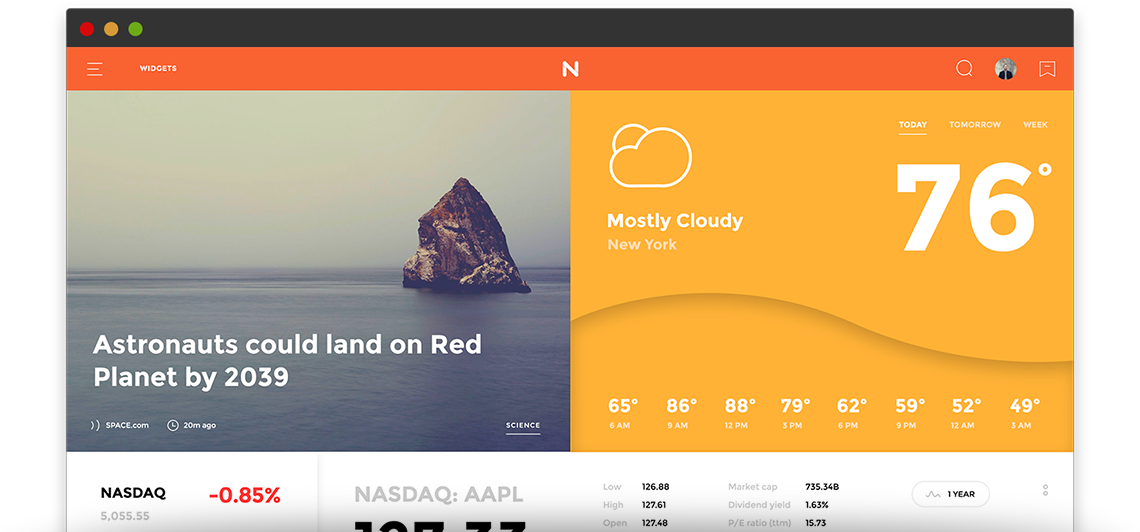 WIDGETS
N
Astronauts could land on Red
Planet by 2039
SPACE.com
20m ago
SCIENCE
TODAY TOMORROW WEEK
76°
Mostly Cloudy
New York
65° 86° 88° 79° 62° 59° 52° 49°
6 AM 9 AM 12 PM 3 PM 6 PM 9 PM 12 AM 3 AM
NASDAQ -0.85%
5,055.55
NASDAQ: AAPL
Low 126.88
High 127.61
Open 127.48
Market cap 735.34B
Dividend yield 1.63%
P/E ratio (ttm) 15.73
1 YEAR